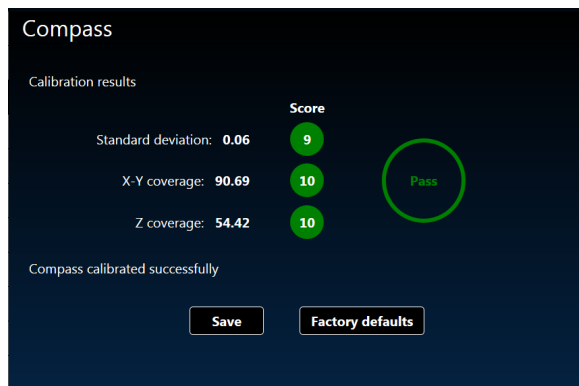 Compass
Calibration results
Score
Standard deviation: 0.06 9
X-Y coverage: 90.69 10 Pass
Z coverage: 54.42 10
Compass calibrated successfully
Save Factory defaults